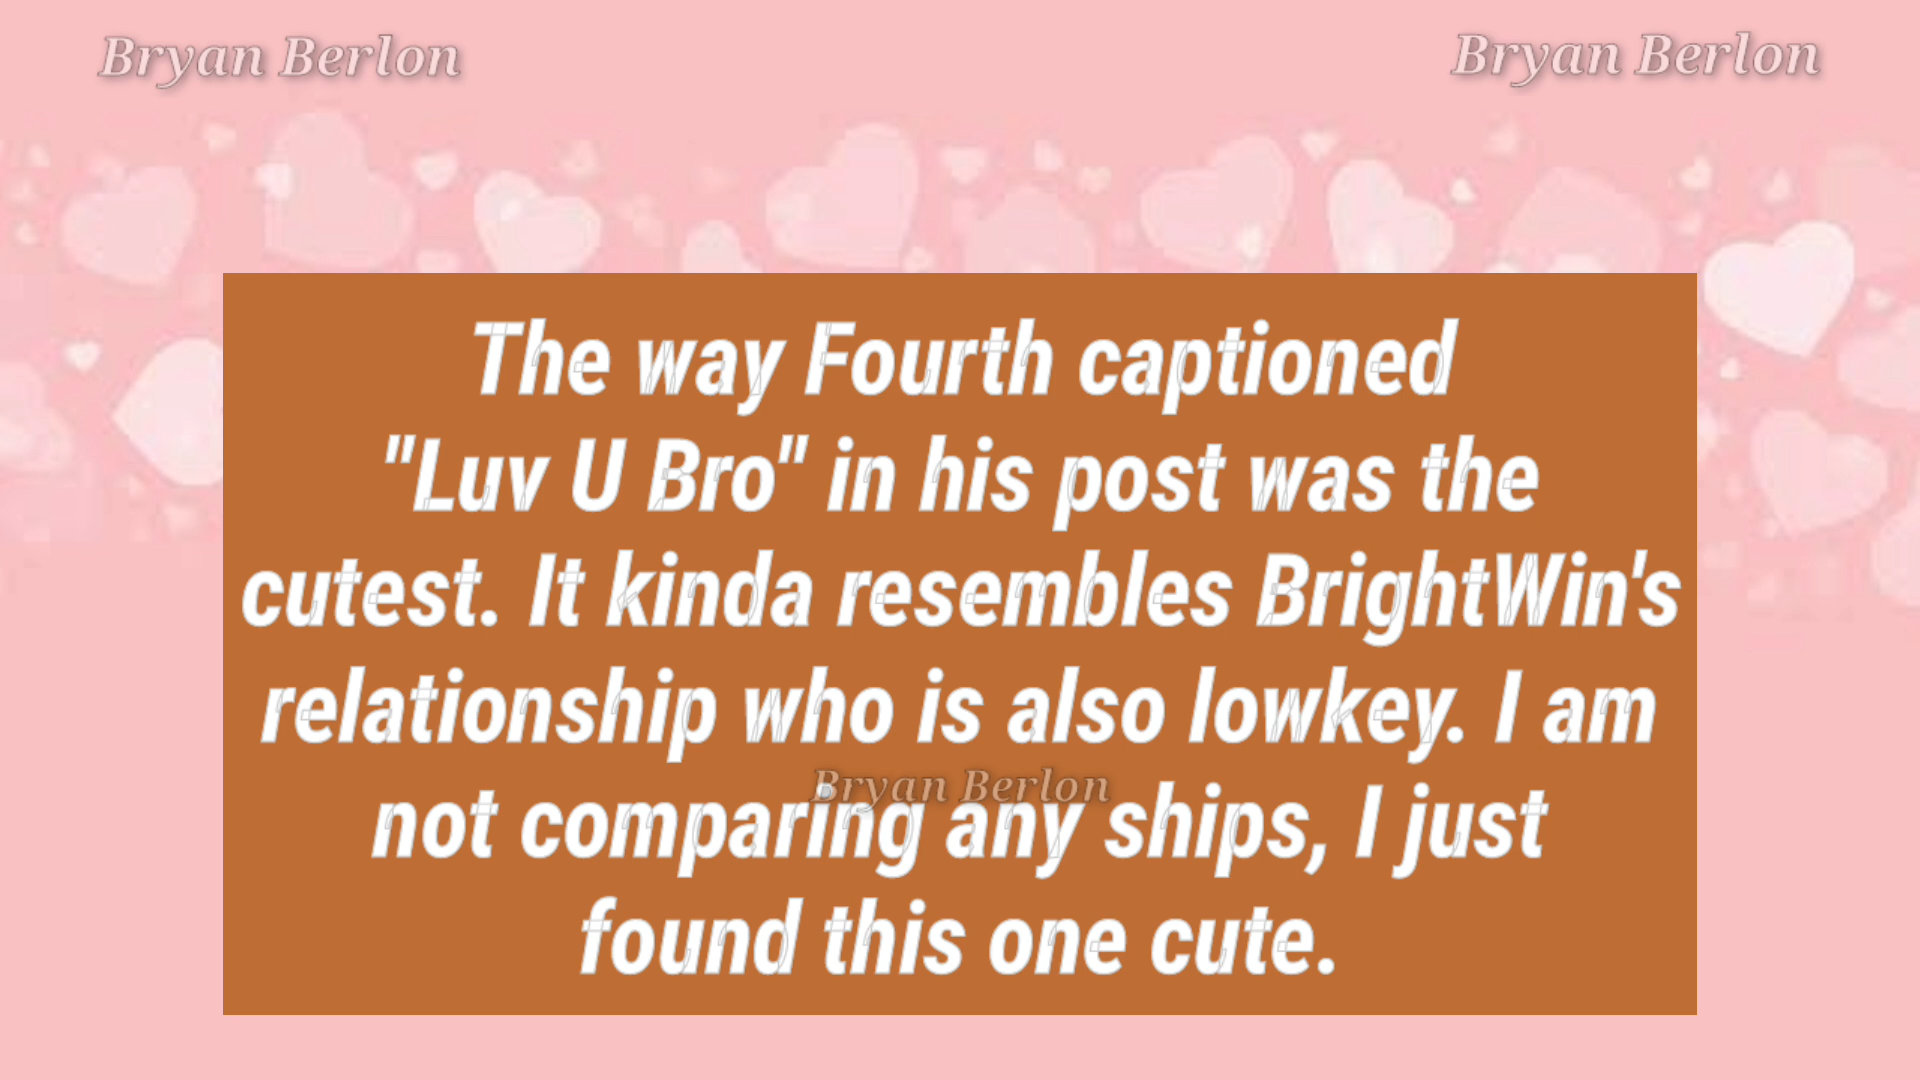 Bryan Berlon
Bryan Berlon
The way Fourth captioned
"Luv U Bro" in his post was the
cutest. It kinda resembles BrightWin's
relationship who is also lowkey. I am
Bryan Berlon
not comparing any ships, I just
found this one cute.